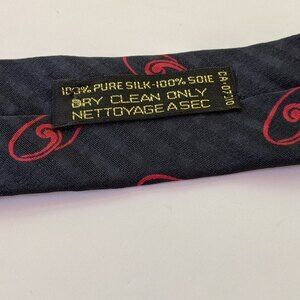 100% PURE SILK-100% SOIE
DRY CLEAN ONLY
NETTOYAGE A SEC
CA 07310